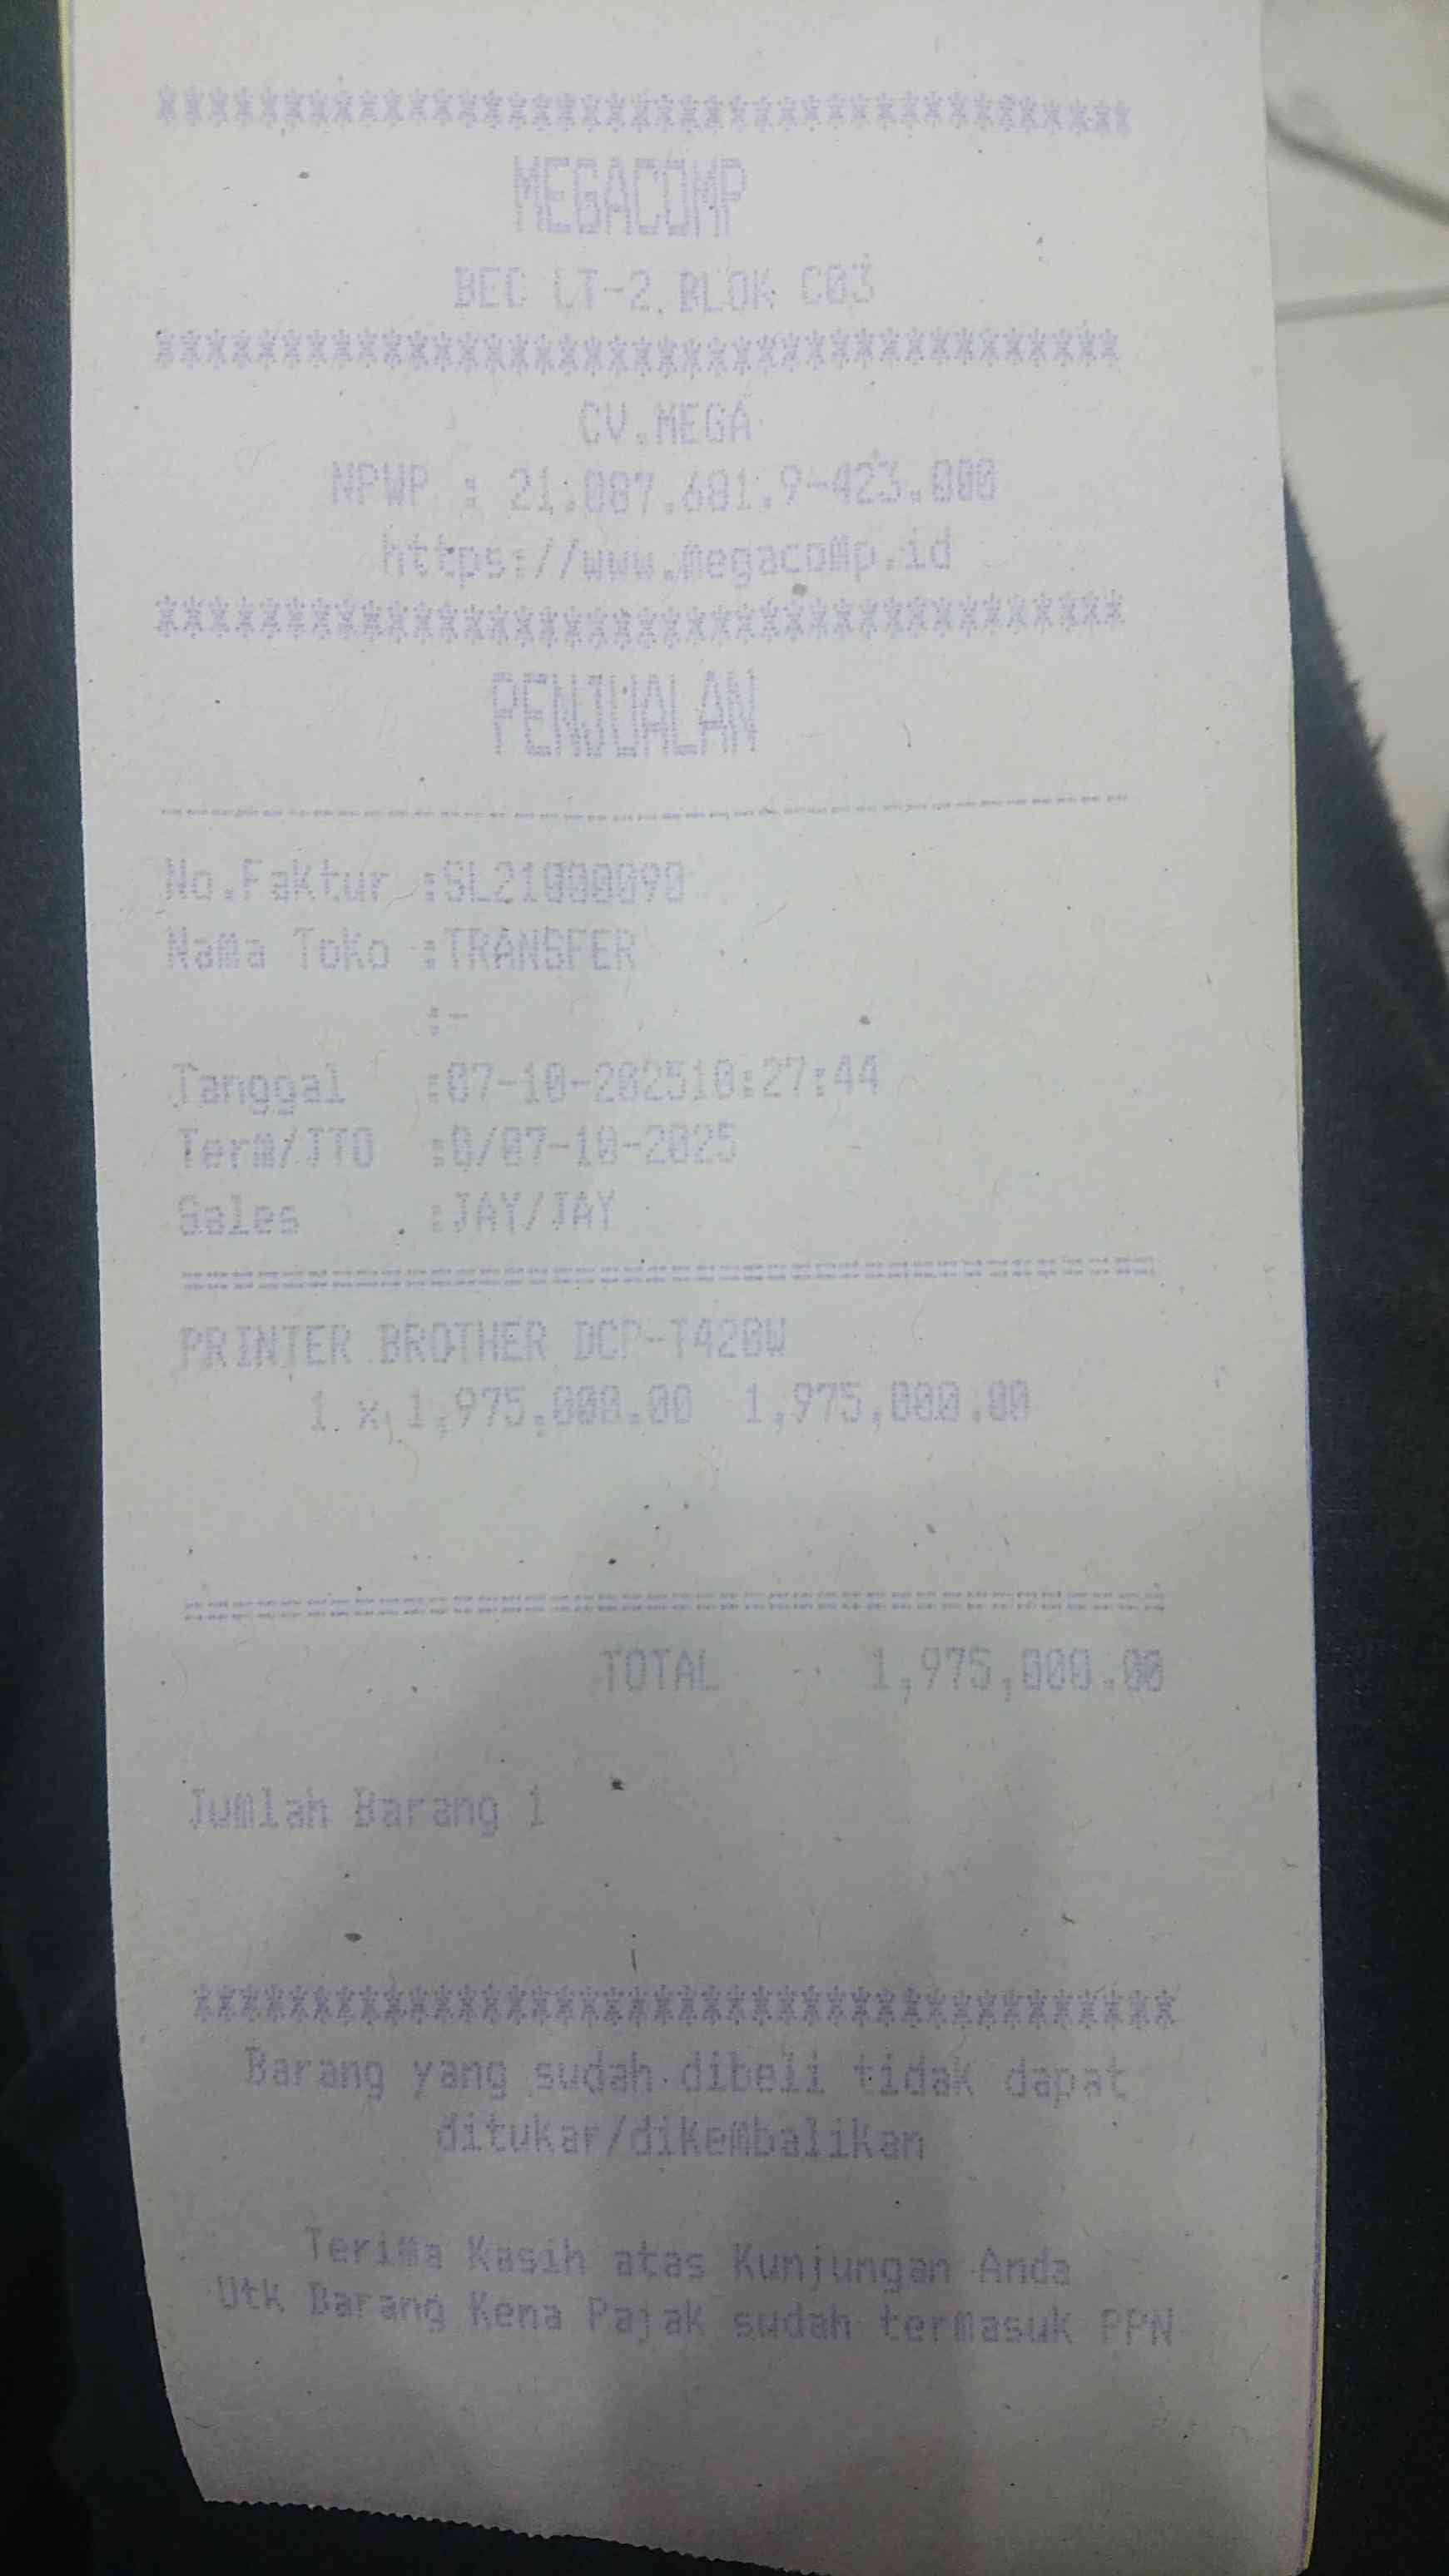 ***************************************
MEGACOMP
BEC LT-2 BLOK C03
***************************************
CV.MEGA
NPWP : 21.087.681.9-423.000
https://www.megacomp.id
***************************************
PENJUALAN
---------------------------------------
No.Faktur :SL21000090
Nama Toko :TRANSFER
:-
Tanggal :07-10-202510:27:44
Term/JTO :0/07-10-2025
Sales :JAY/JAY
=======================================
PRINTER BROTHER DCP-T420W
1 x 1,975,000.00 1,975,000.00
=======================================
TOTAL 1,975,000.00
Jumlah Barang 1
****************************************
Barang yang sudah dibeli tidak dapat
ditukar/dikembalikan
Terima Kasih atas Kunjungan Anda
Utk Barang Kena Pajak sudah termasuk PPN